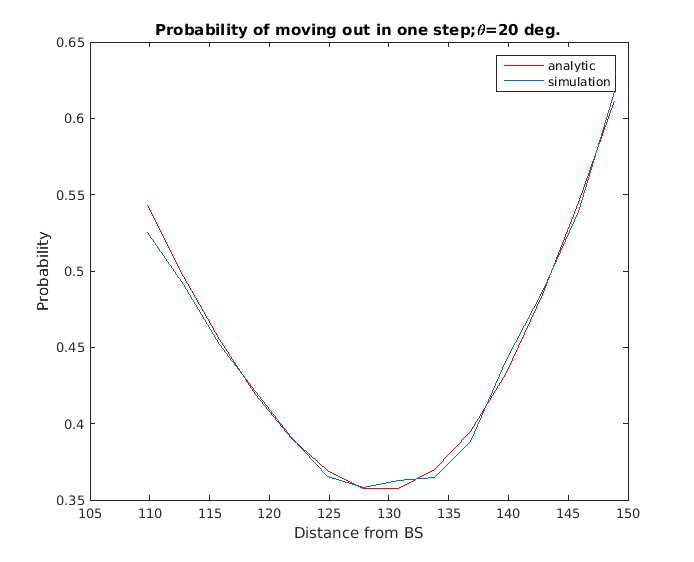 Probability of moving out in one step;θ=20 deg.
analytic
simulation
0.65
0.6
0.55
0.5
0.45
0.4
0.35
Probability
105 110 115 120 125 130 135 140 145 150
Distance from BS